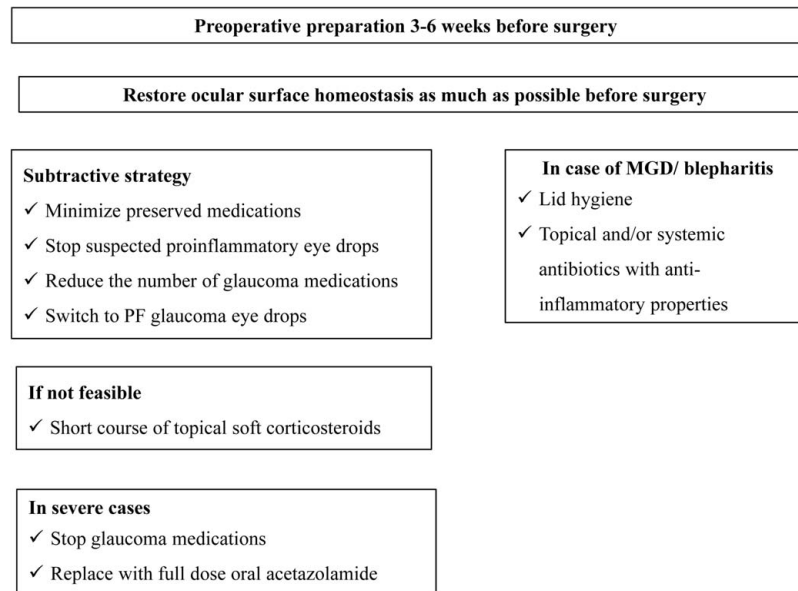 Preoperative preparation 3-6 weeks before surgery
Restore ocular surface homeostasis as much as possible before surgery
Subtractive strategy
✓ Minimize preserved medications
✓ Stop suspected proinflammatory eye drops
✓ Reduce the number of glaucoma medications
✓ Switch to PF glaucoma eye drops
In case of MGD/ blepharitis
✓ Lid hygiene
✓ Topical and/or systemic
antibiotics with anti-
inflammatory properties
If not feasible
✓ Short course of topical soft corticosteroids
In severe cases
✓ Stop glaucoma medications
✓ Replace with full dose oral acetazolamide